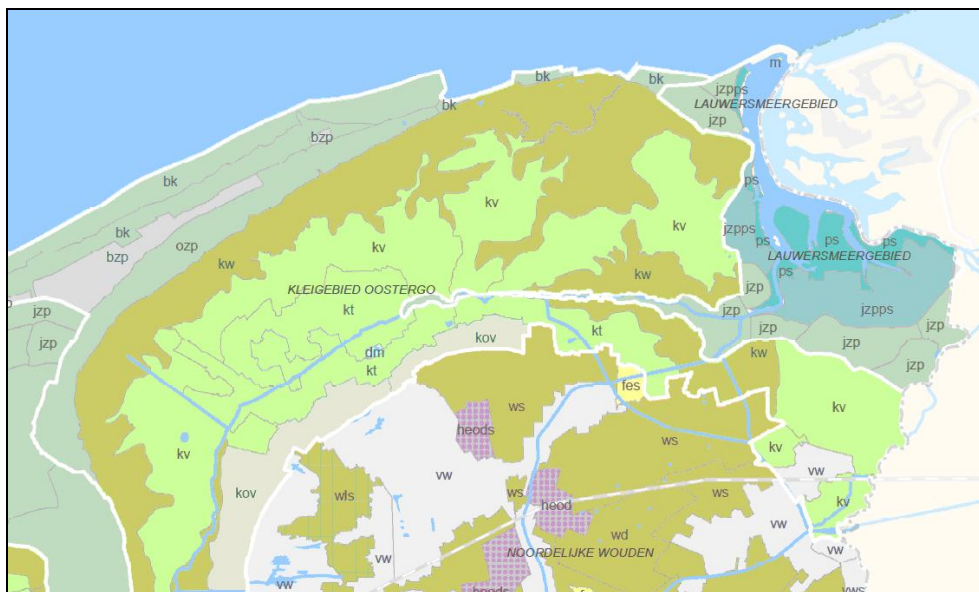 m
bk
bk
jzpps
LAUWERSMEERGEBIED
bk
jzp
bzp
bk
ps
kv
bk
kv
jzpps
ps
ps
ps
ozp
kv
LAUWERSMEERGEBIED
bzp
kw
kw
ps
KLEIGEBIED OOSTERGO
jzp
jzp
kt
jzp
jzpps
jzp
jzp
kov
kt
jzp
jzp
dm
kw
kt
jzp
fes
ws
heods
ws
kv
kv
vw
kov
vw
wls
ws
heod
ws
kv
wd
vw
vw
NOORDELIJKE WOUDEN
vw
vw
heods
vws